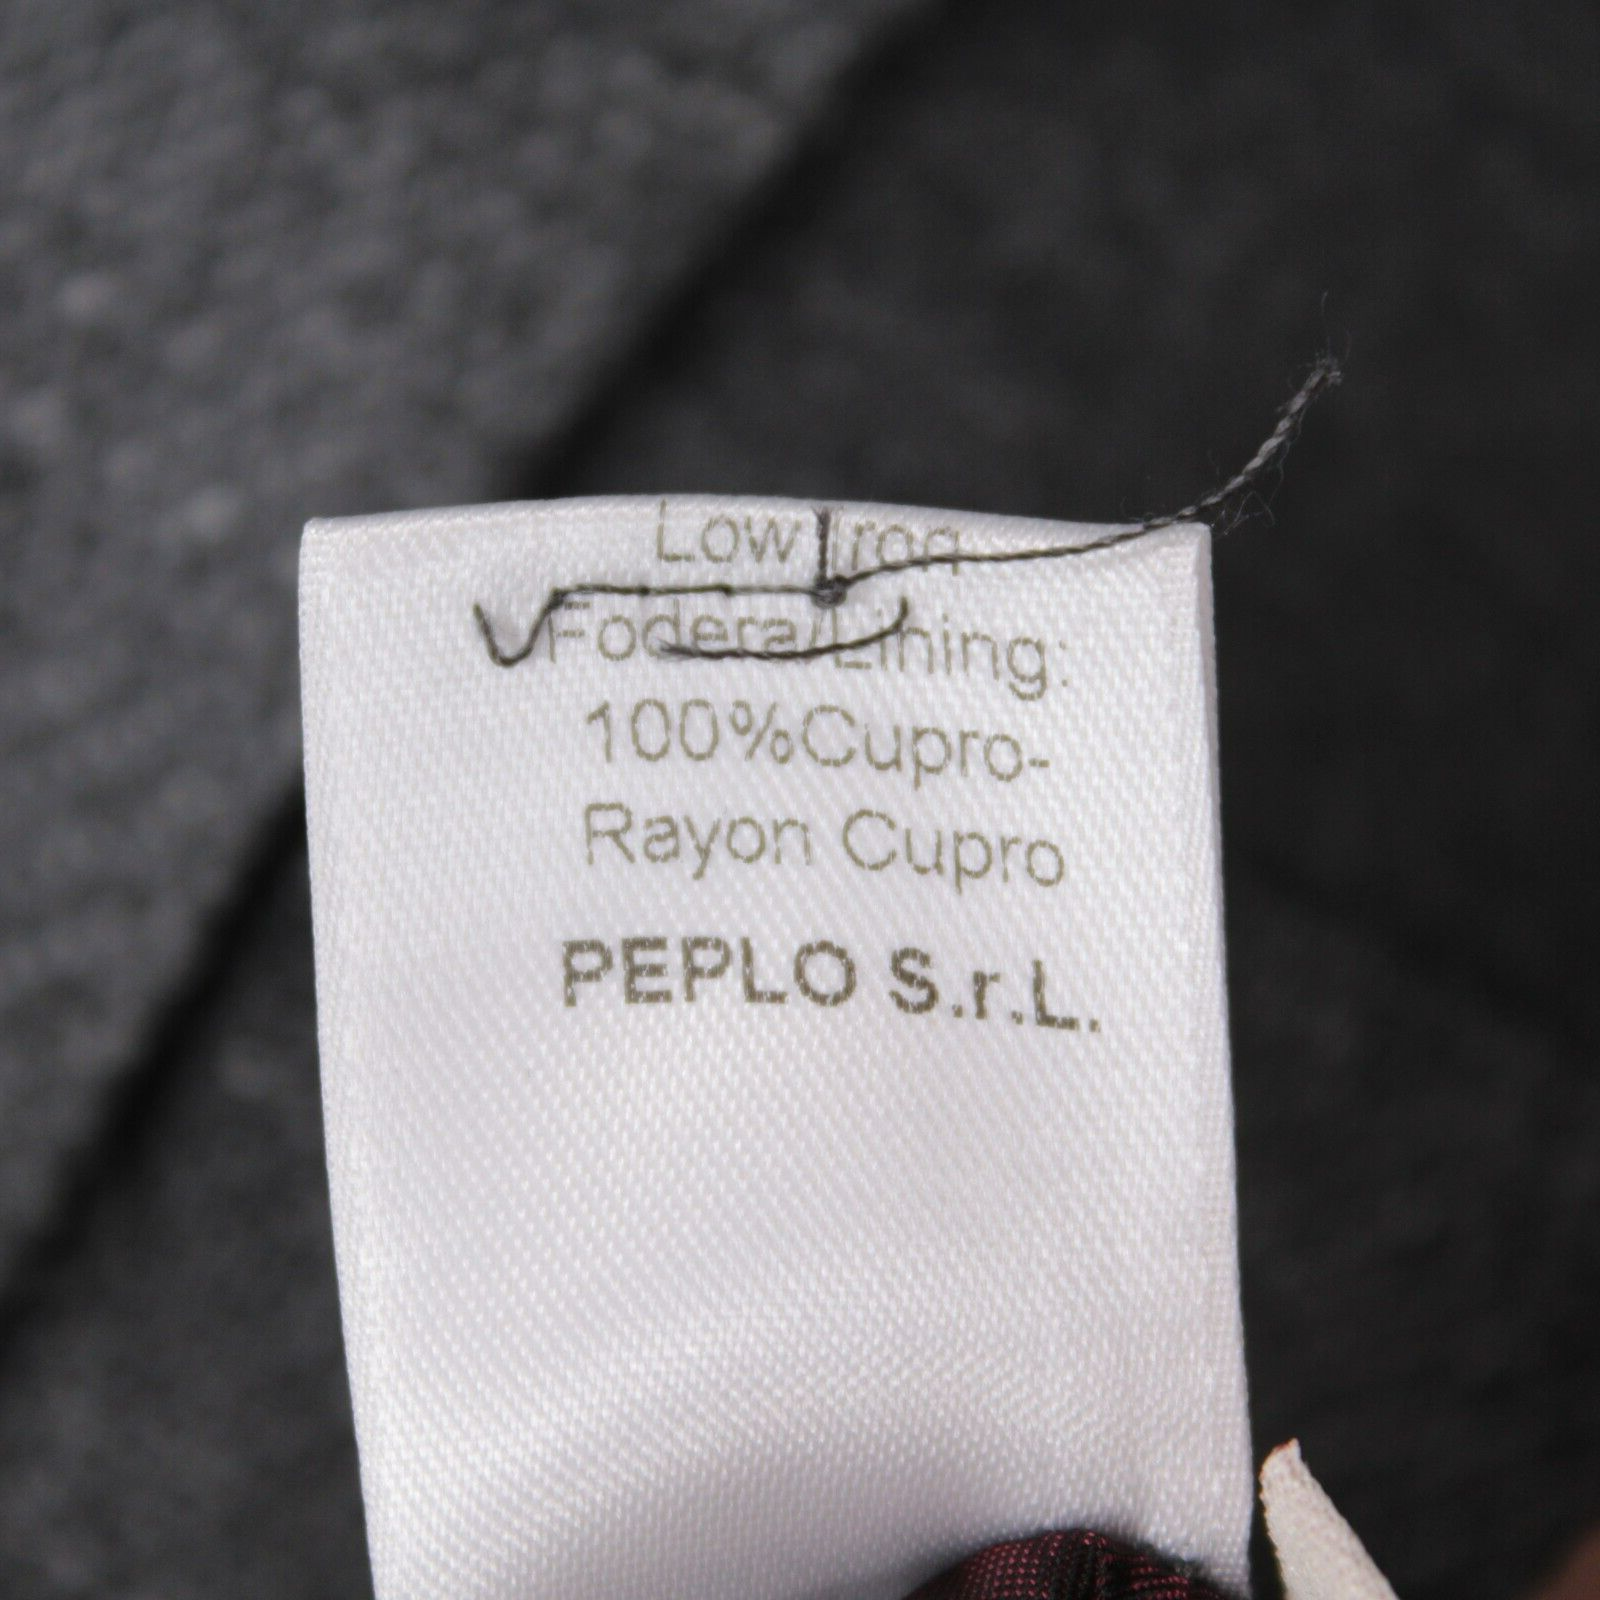 Low Iron
Fodera/Lining:
100%Cupro-
Rayon Cupro
PEPLO S.r.L.